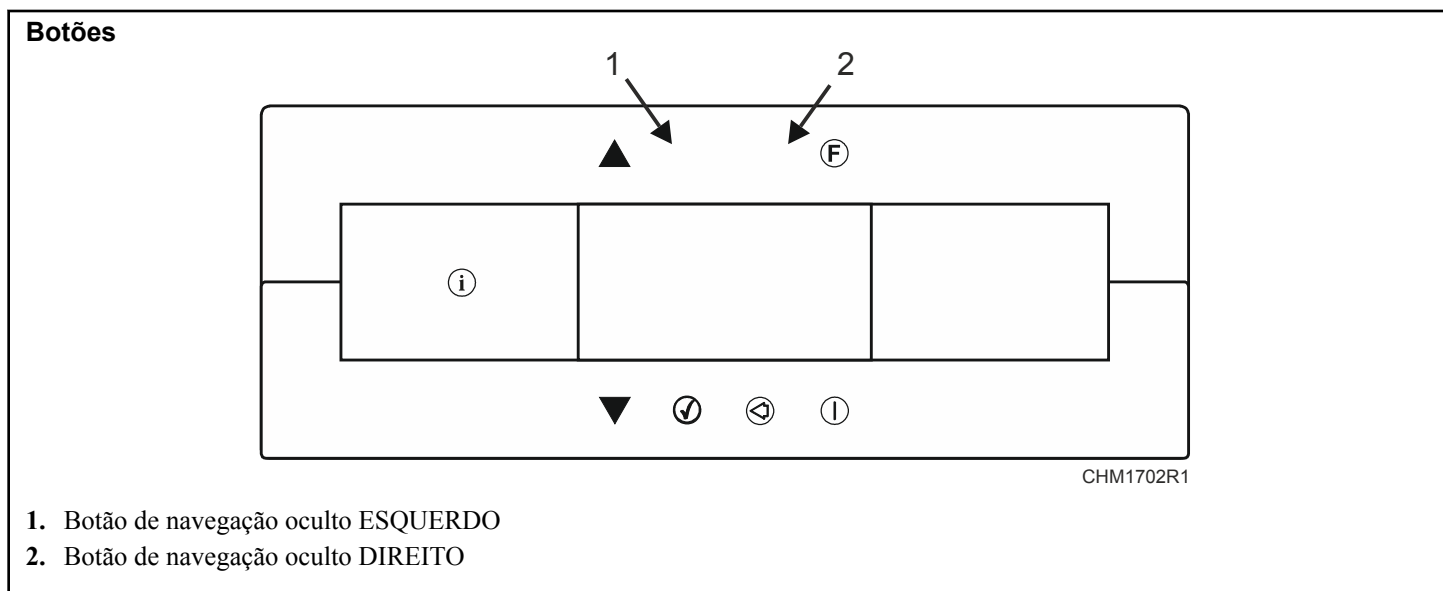 Botões
1 2
F
i
CHM1702R1
1. Botão de navegação oculto ESQUERDO
2. Botão de navegação oculto DIREITO